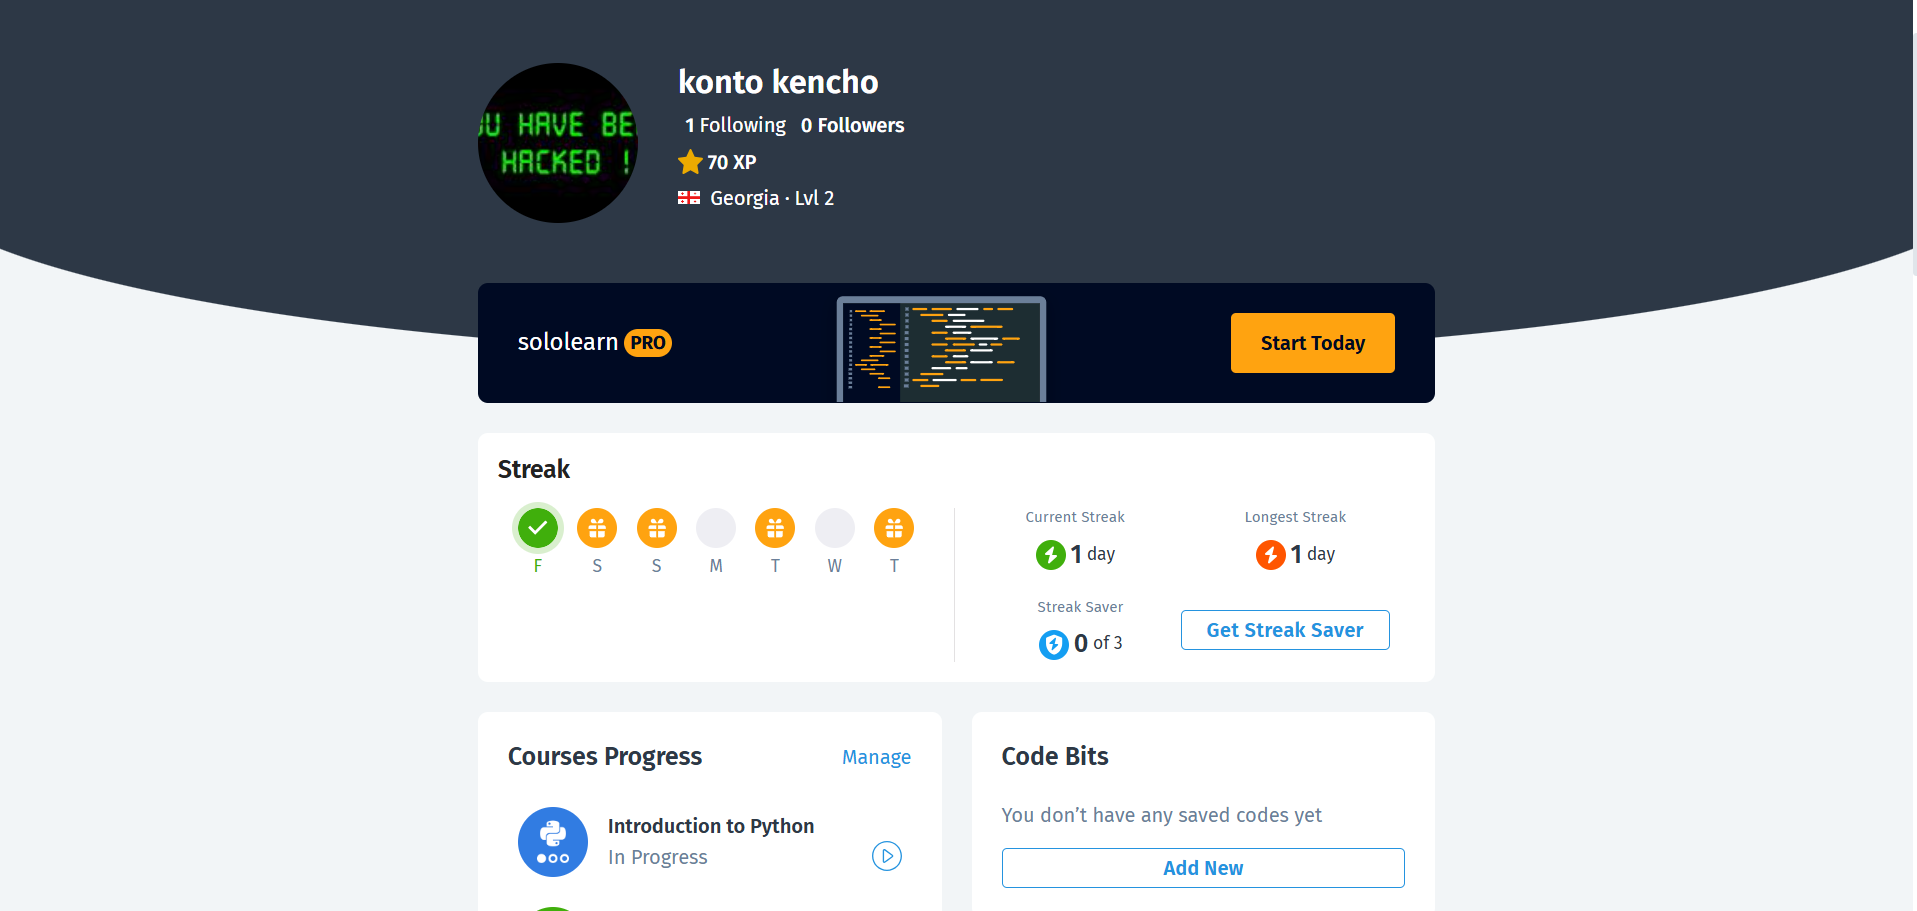 OU HAVE BE
HACKED !
konto kencho
1 Following 0 Followers
70 XP
Georgia · Lvl 2
sololearn PRO
Start Today
Streak
F S S M T W T
Current Streak
1 day
Longest Streak
1 day
Streak Saver
0 of 3
Get Streak Saver
Courses Progress
Manage
Introduction to Python
In Progress
Code Bits
You don’t have any saved codes yet
Add New